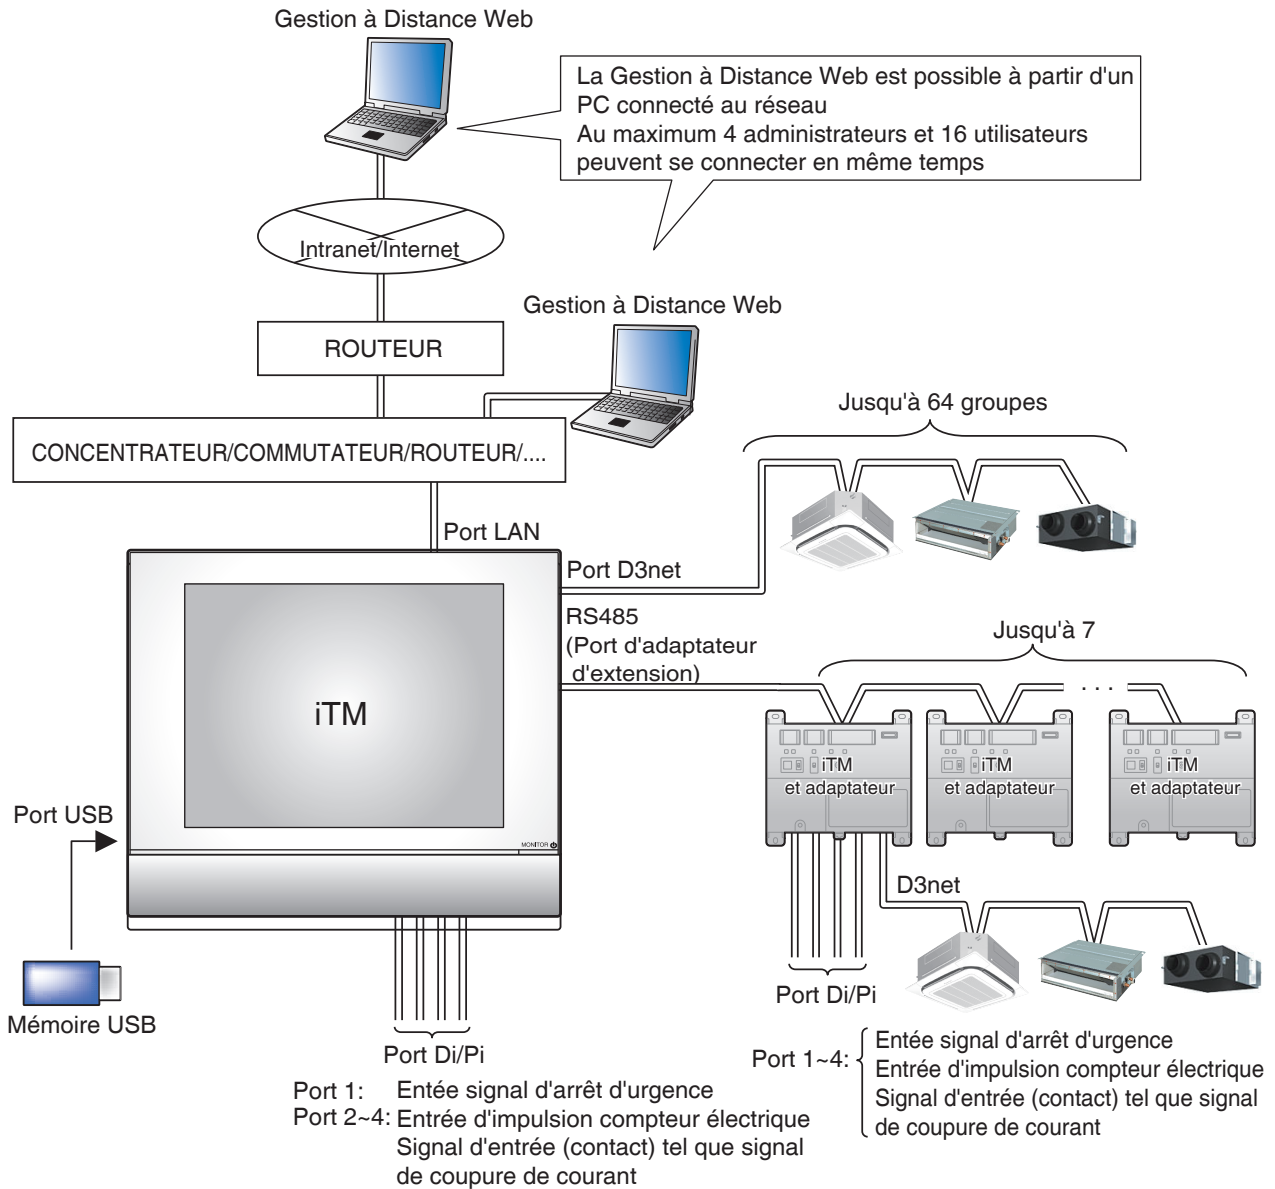 Gestion à Distance Web
La Gestion à Distance Web est possible à partir d'un
PC connecté au réseau
Au maximum 4 administrateurs et 16 utilisateurs
peuvent se connecter en même temps
Intranet/Internet
Gestion à Distance Web
ROUTEUR
Jusqu'à 64 groupes
CONCENTRATEUR/COMMUTATEUR/ROUTEUR/....
Port LAN
Port D3net
RS485
(Port d'adaptateur
d'extension)
Jusqu'à 7
. . .
iTM
iTM
et adaptateur
iTM
et adaptateur
iTM
et adaptateur
Port USB
MONITOR
D3net
Mémoire USB
Port Di/Pi
Port Di/Pi
Port 1: Entée signal d'arrêt d'urgence
Port 2~4: Entrée d'impulsion compteur électrique
Signal d'entrée (contact) tel que signal
de coupure de courant
Port 1~4: Entée signal d'arrêt d'urgence
Entrée d'impulsion compteur électrique
Signal d'entrée (contact) tel que signal
de coupure de courant